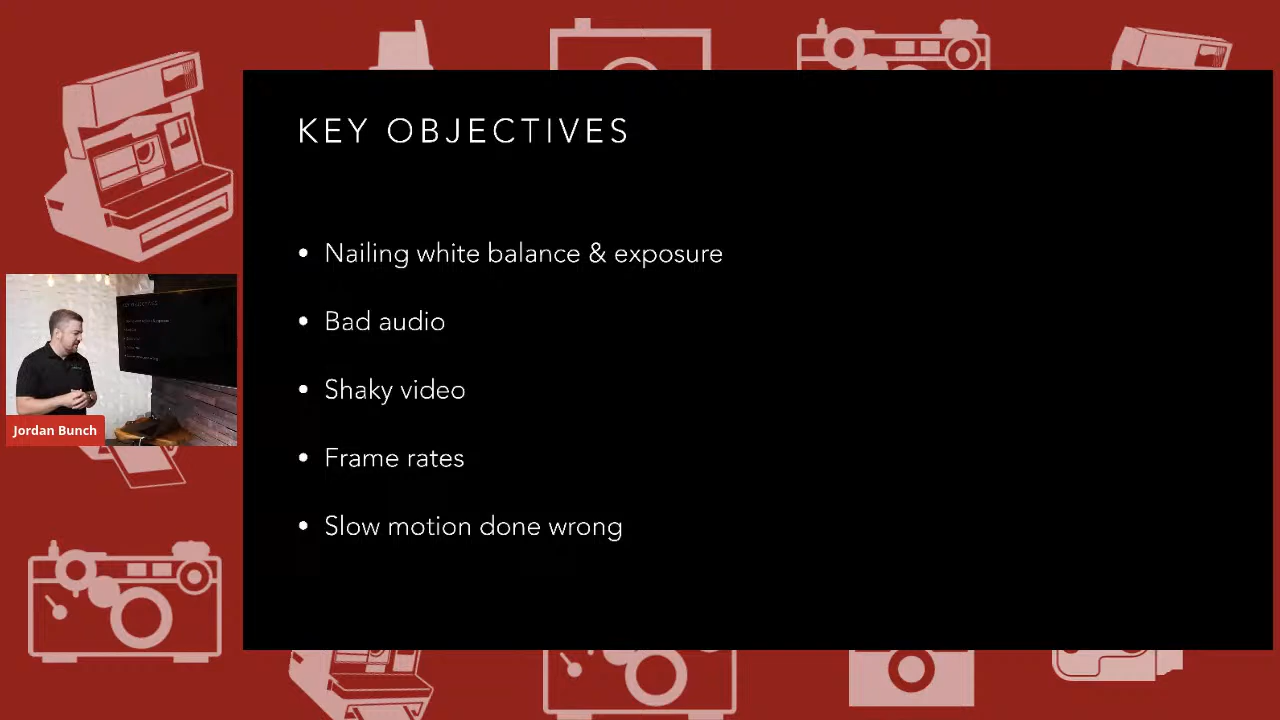 KEY OBJECTIVES
• Nailing white balance & exposure
• Bad audio
• Shaky video
• Frame rates
• Slow motion done wrong
Jordan Bunch